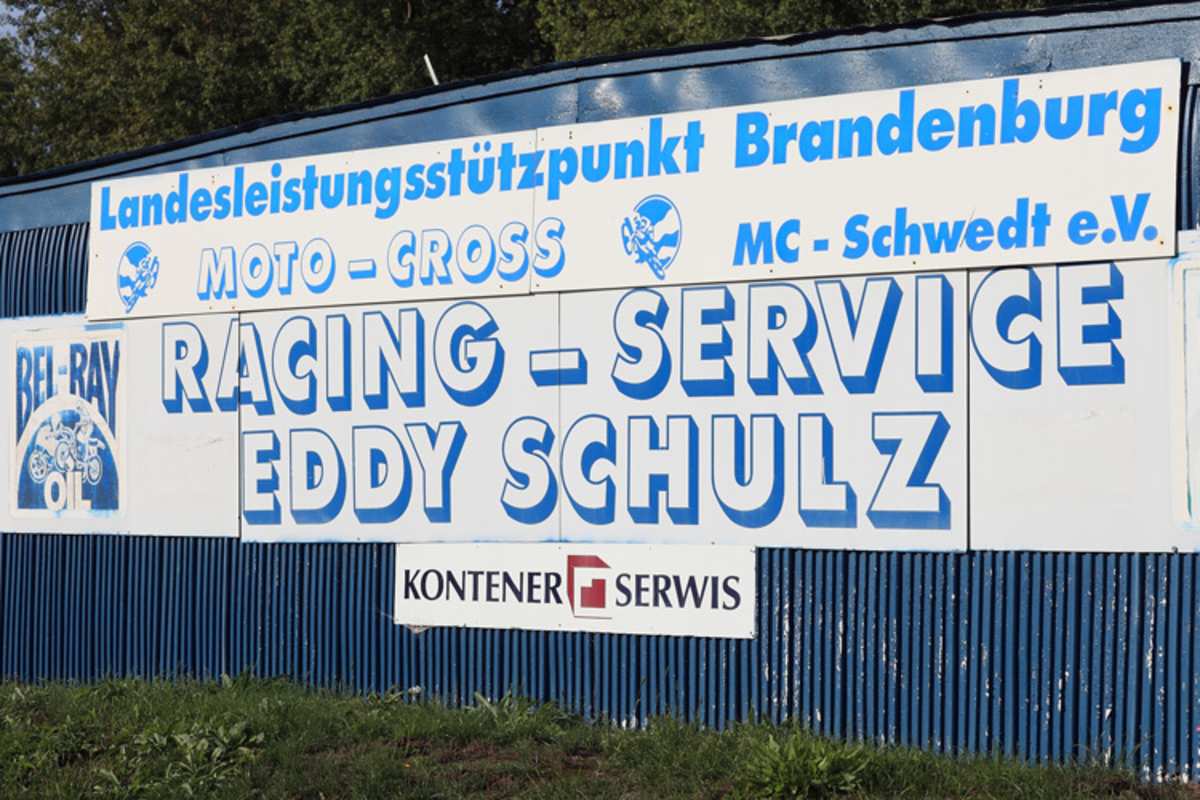 Landesleistungsstützpunkt Brandenburg
MOTO - CROSS
MC - Schwedt e.V.
RACING - SERVICE
EDDY SCHULZ
BEL-RAY
OIL
KONTENER SERWIS